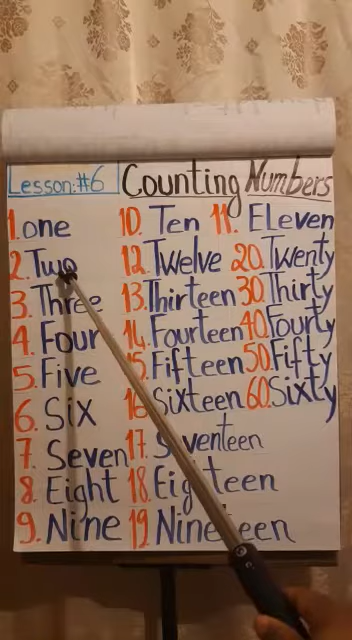 Lesson:#6 Counting Numbers
1. one 10. Ten 11. Eleven
2. Two 12. Twelve 20. Twenty
3. Three 13. Thirteen 30. Thirty
4. Four 14. Fourteen 40. Fourty
5. Five 15. Fifteen 50. Fifty
6. Six 16 Sixteen 60. Sixty
7. Seven 17. Seventeen
8. Eight 18. Eighteen
9. Nine 19 Nineteen